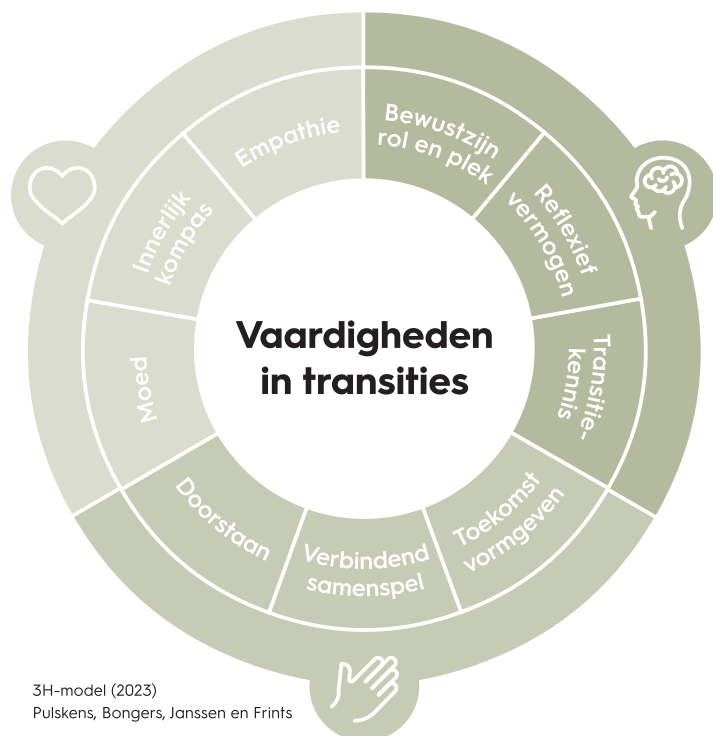 Vaardigheden
in transities
Bewustzijn
rol en plek
Reflexief
vermogen
Transitie-
kennis
Toekomst
vormgeven
Verbindend
samenspel
Doorstaan
Moed
Innerlijk
kompas
Empathie
3H-model (2023)
Pulskens, Bongers, Janssen en Frints